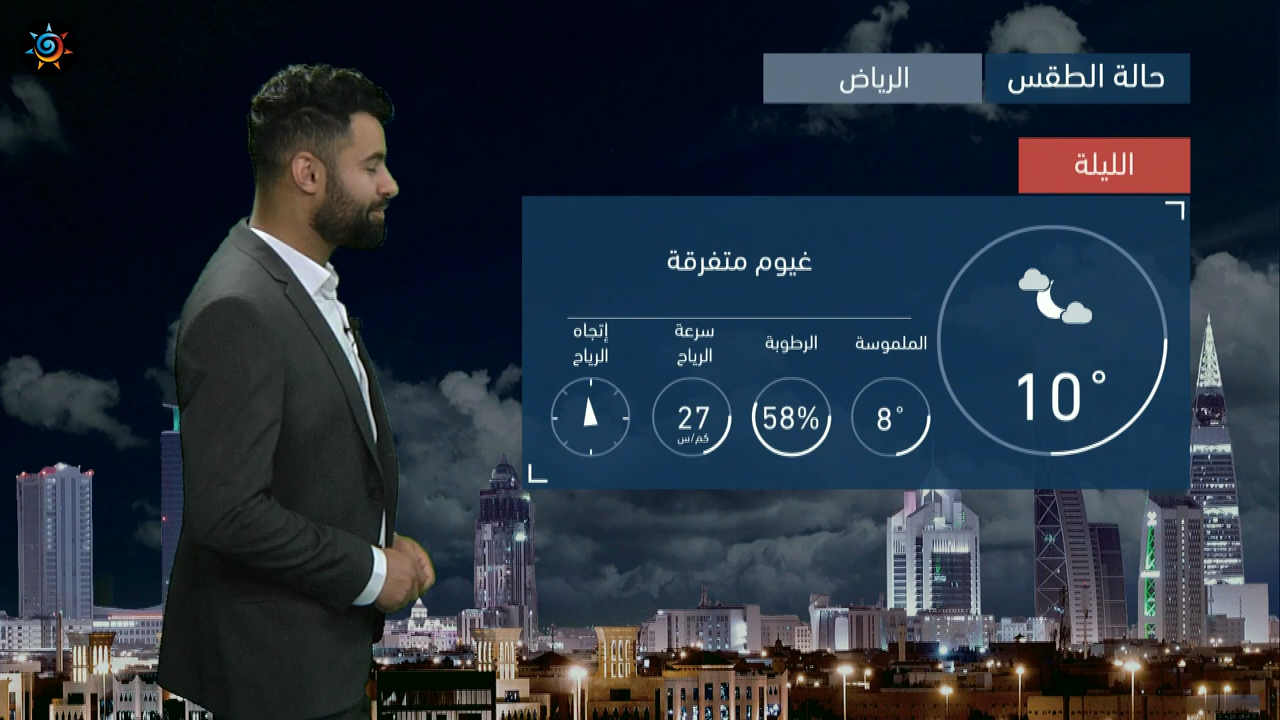 حالة الطقس
الرياض
الليلة
10°
غيوم متفرقة
الملموسة
8°
الرطوبة
58%
سرعة
الرياح
27
كم/س
إتجاه
الرياح